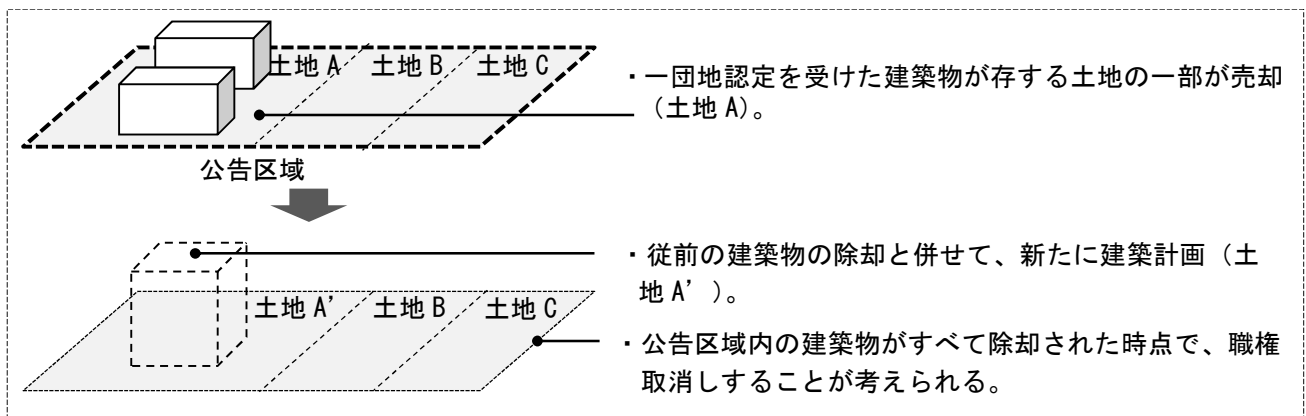 土地 A 土地 B 土地 C
・一団地認定を受けた建築物が存する土地の一部が売却
（土地 A）。
公告区域
・従前の建築物の除却と併せて、新たに建築計画（土
地 A’）。
土地 A’ 土地 B 土地 C
・公告区域内の建築物がすべて除却された時点で、職権
取消しすることが考えられる。